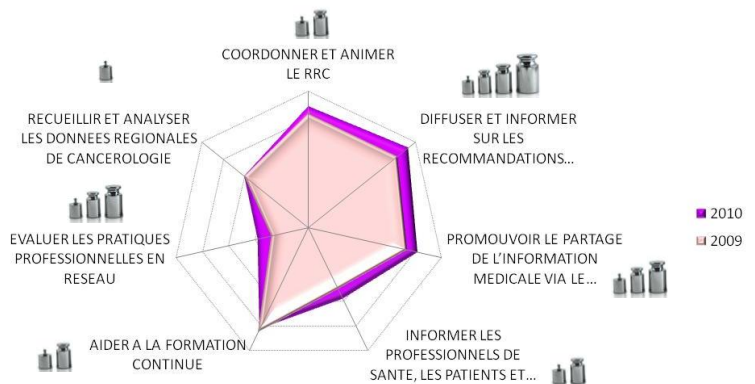 COORDONNER ET ANIMER
LE RRC
DIFFUSER ET INFORMER
SUR LES
RECOMMANDATIONS...
PROMOUVOIR LE PARTAGE
DE L'INFORMATION
MEDICALE VIA LE...
INFORMER LES
PROFESSIONNELS DE
SANTE, LES PATIENTS ET...
AIDER A LA FORMATION
CONTINUE
EVALUER LES PRATIQUES
PROFESSIONNELLES EN
RESEAU
RECUEILLIR ET ANALYSER
LES DONNEES REGIONALES
DE CANCEROLOGIE
2010
2009